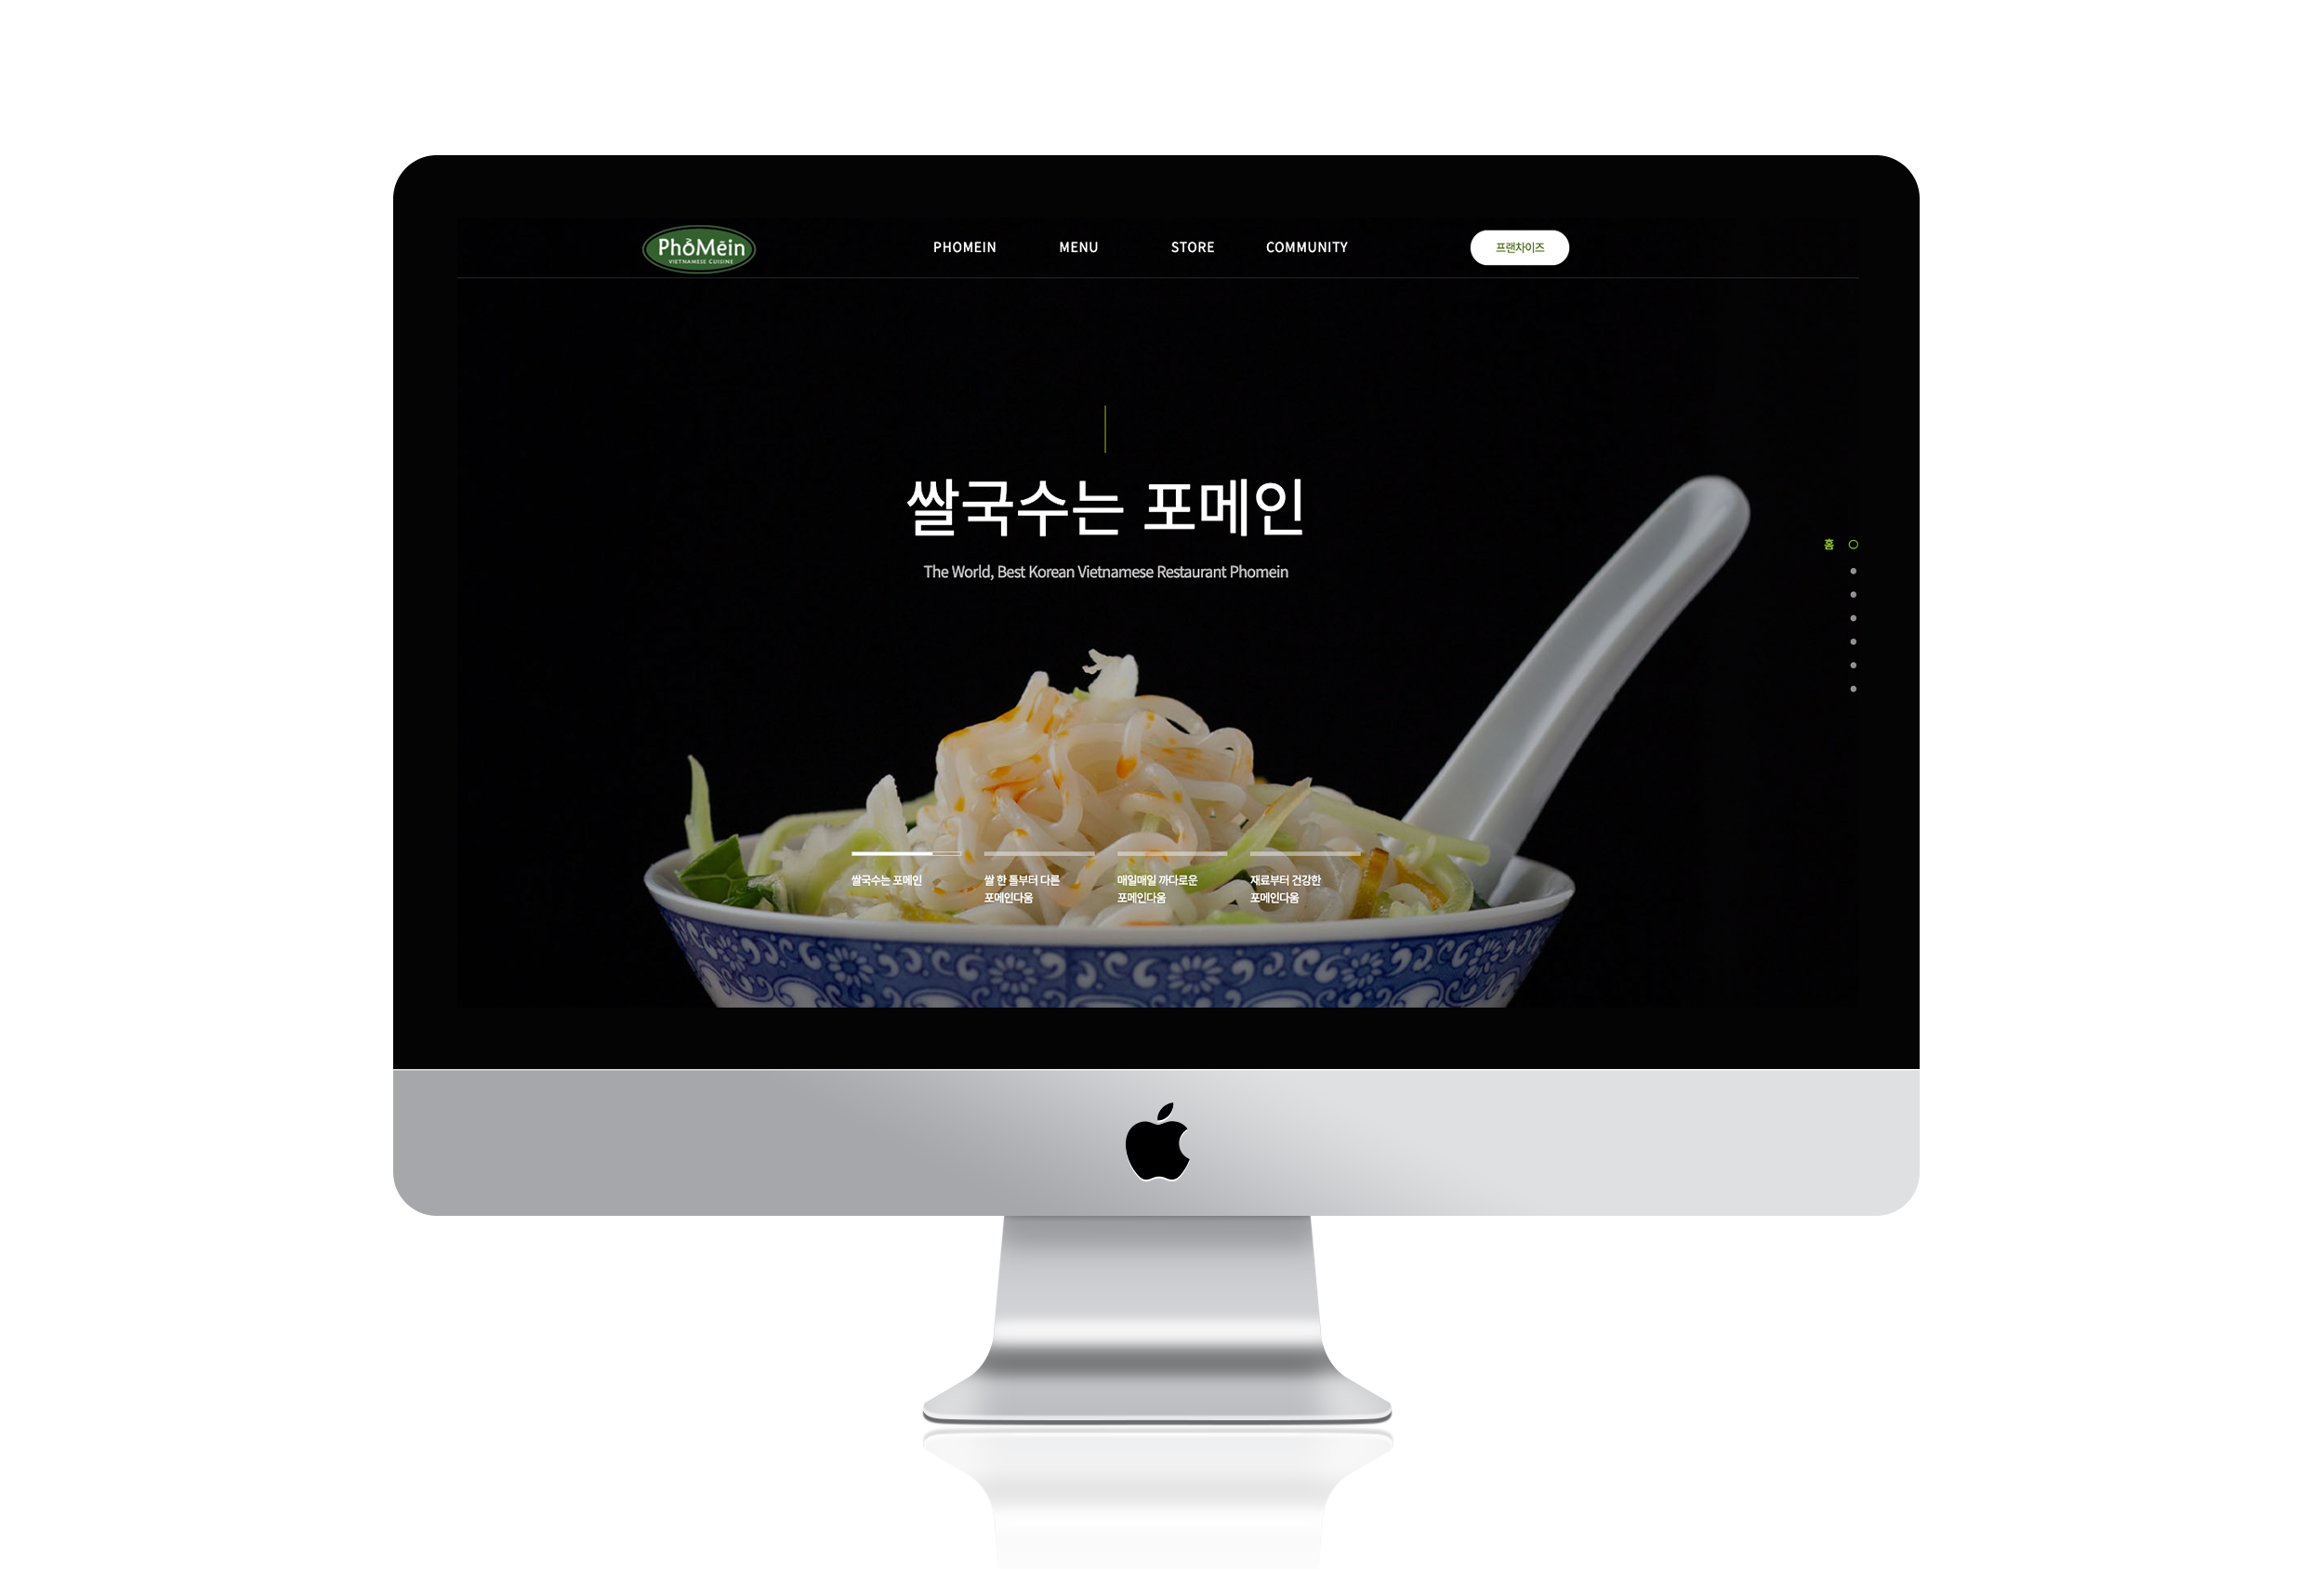 PhỏMēin
VIETNAMESE CUISINE
PHOMEIN
MENU
STORE
COMMUNITY
프랜차이즈
쌀국수는 포메인
The World, Best Korean Vietnamese Restaurant Phomein
홈
쌀국수는 포메인
쌀 한 톨부터 다른
포메인다움
매일매일 까다로운
포메인다움
재료부터 건강한
포메인다움